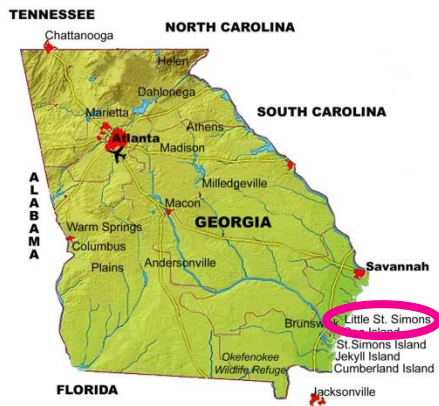 TENNESSEE
NORTH CAROLINA
Chattanooga
Helen
Dahlonega
SOUTH CAROLINA
Marietta
Athens
Atlanta
Madison
ALABAMA
Milledgeville
Macon
GEORGIA
Warm Springs
Columbus
Andersonville
Plains
Savannah
Little St. Simons
Island
St.Simons Island
Jekyll Island
Cumberland Island
Okefenokee
Wildlife Refuge
FLORIDA
Jacksonville